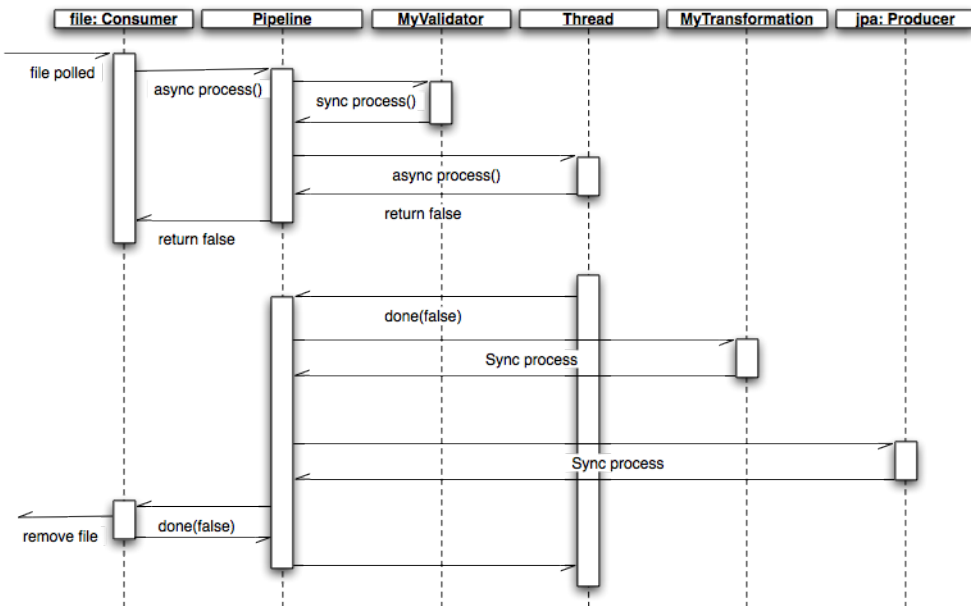 file: Consumer
Pipeline
MyValidator
Thread
MyTransformation
jpa: Producer
file polled
async process()
sync process()
async process()
return false
return false
done(false)
Sync process
Sync process
done(false)
remove file